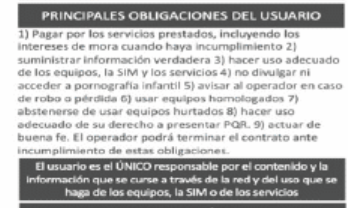 PRINCIPALES OBLIGACIONES DEL USUARIO
1) Pagar por los servicios prestados, incluyendo los
intereses de mora cuando haya incumplimiento 2)
suministrar información verdadera 3) hacer uso adecuado
de los equipos, la SIM y los servicios 4) no divulgar ni
acceder a pornografía infantil 5) avisar al operador en caso
de robo o pérdida 6) usar equipos homologados 7)
abstenerse de usar equipos hurtados 8) hacer uso
adecuado de su derecho a presentar PQR. 9) actuar de
buena fe. El operador podrá terminar el contrato ante
incumplimiento de estas obligaciones.
El usuario es el ÚNICO responsable por el contenido y la
información que se curse a través de la red y del uso que se
haga de los equipos, la SIM o de los servicios